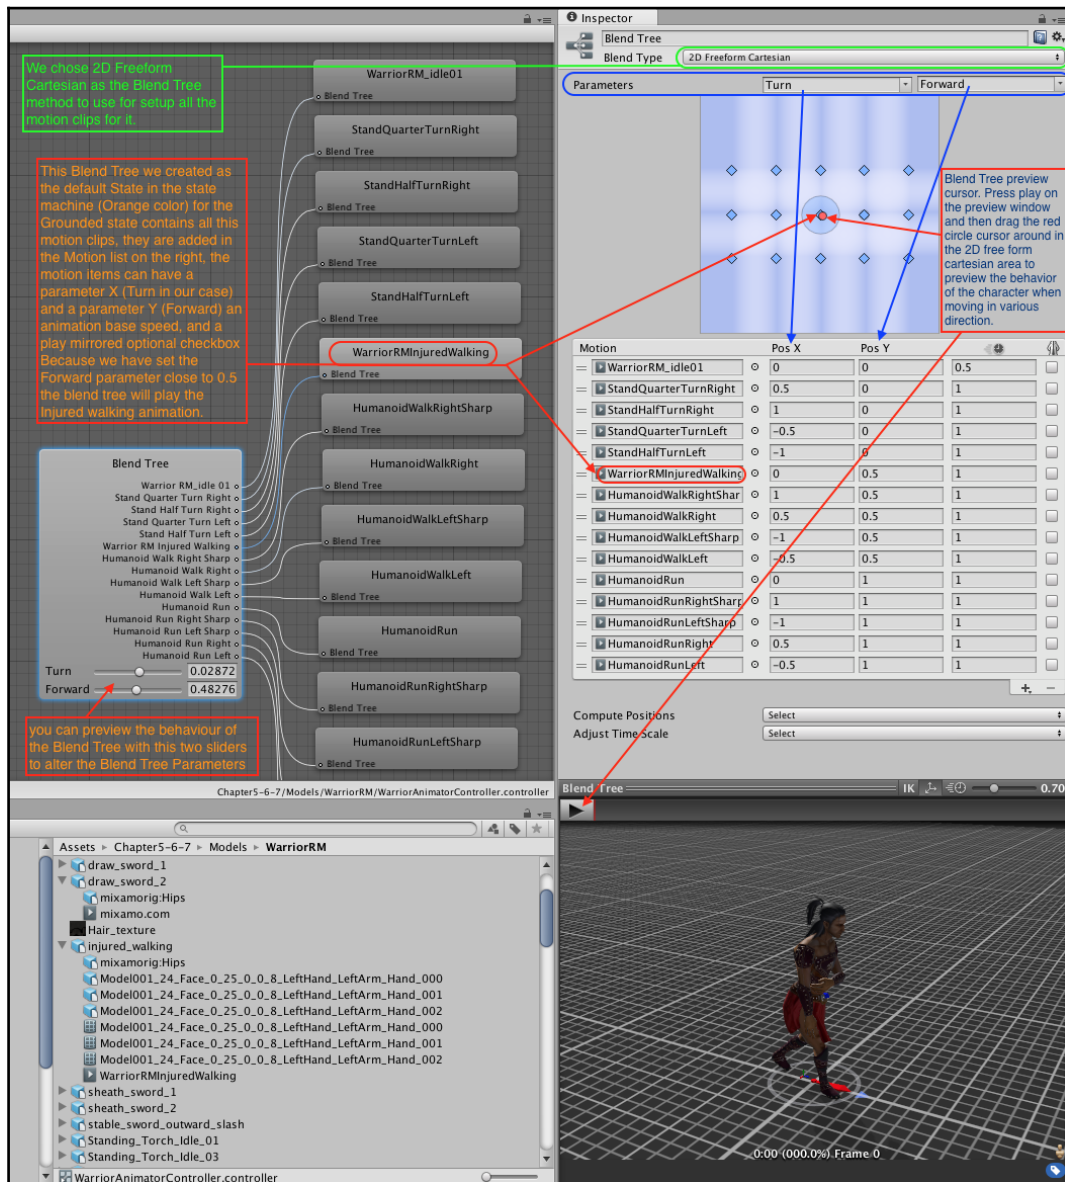 Inspector
Blend Tree
Blend Type
2D Freeform Cartesian
Parameters
Turn
Forward
We chose 2D Freeform
Cartesian as the Blend Tree
method to use for setup all the
motion clips for it.
This Blend Tree we created as
the default State in the state
machine (Orange color) for the
Grounded state contains all this
motion clips, they are added in
the Motion list on the right, the
motion items can have a
parameter X (Turn in our case)
and a parameter Y (Forward) an
animation base speed, and a
play mirrored optional checkbox
Because we have set the
Forward parameter close to 0.5
the blend tree will play the
Injured walking animation.
WarriorRM_idle01
Blend Tree
StandQuarterTurnRight
Blend Tree
StandHalfTurnRight
Blend Tree
StandQuarterTurnLeft
Blend Tree
StandHalfTurnLeft
Blend Tree
WarriorRMInjuredWalking
Blend Tree
HumanoidWalkRightSharp
Blend Tree
HumanoidWalkRight
Blend Tree
HumanoidWalkLeftSharp
Blend Tree
HumanoidWalkLeft
Blend Tree
HumanoidRun
Blend Tree
HumanoidRunRightSharp
Blend Tree
HumanoidRunLeftSharp
Blend Tree
Blend Tree
Warrior RM_idle 01
Stand Quarter Turn Right
Stand Half Turn Right
Stand Quarter Turn Left
Stand Half Turn Left
Warrior RM Injured Walking
Humanoid Walk Right Sharp
Humanoid Walk Right
Humanoid Walk Left Sharp
Humanoid Walk Left
Humanoid Run
Humanoid Run Right Sharp
Humanoid Run Left Sharp
Humanoid Run Right
Humanoid Run Left
Turn 0.02872
Forward 0.48276
you can preview the behaviour of
the Blend Tree with this two sliders
to alter the Blend Tree Parameters
Chapter5-6-7/Models/WarriorRM/WarriorAnimatorController.controller
Blend Tree preview
cursor. Press play on
the preview window
and then drag the red
circle cursor around in
the 2D free form
cartesian area to
preview the behavior
of the character when
moving in various
direction.
Motion Pos X Pos Y
WarriorRM_idle01 0 0 0.5
StandQuarterTurnRight 0.5 0 1
StandHalfTurnRight 1 0 1
StandQuarterTurnLeft -0.5 0 1
StandHalfTurnLeft -1 0 1
WarriorRMInjuredWalking 0 0.5 1
HumanoidWalkRightShar 1 0.5 1
HumanoidWalkRight 0.5 0.5 1
HumanoidWalkLeftSharp -1 0.5 1
HumanoidWalkLeft -0.5 0.5 1
HumanoidRun 0 1 1
HumanoidRunRightSharp 1 1 1
HumanoidRunLeftSharp -1 1 1
HumanoidRunRight 0.5 1 1
HumanoidRunLeft -0.5 1 1
Compute Positions Select
Adjust Time Scale Select
Blend Tree IK 0.70
Assets Chapter5-6-7 Models WarriorRM
draw_sword_1
draw_sword_2
mixamorig:Hips
mixamo.com
Hair_texture
injured_walking
mixamorig:Hips
Model001_24_Face_0_25_0_0_8_LeftHand_LeftArm_Hand_000
Model001_24_Face_0_25_0_0_8_LeftHand_LeftArm_Hand_001
Model001_24_Face_0_25_0_0_8_LeftHand_LeftArm_Hand_002
Model001_24_Face_0_25_0_0_8_LeftHand_LeftArm_Hand_000
Model001_24_Face_0_25_0_0_8_LeftHand_LeftArm_Hand_001
Model001_24_Face_0_25_0_0_8_LeftHand_LeftArm_Hand_002
WarriorRMInjuredWalking
sheath_sword_1
sheath_sword_2
stable_sword_outward_slash
Standing_Torch_Idle_01
Standing_Torch_Idle_03
WarriorAnimatorController.controller
0:00 (000.0%) Frame 0